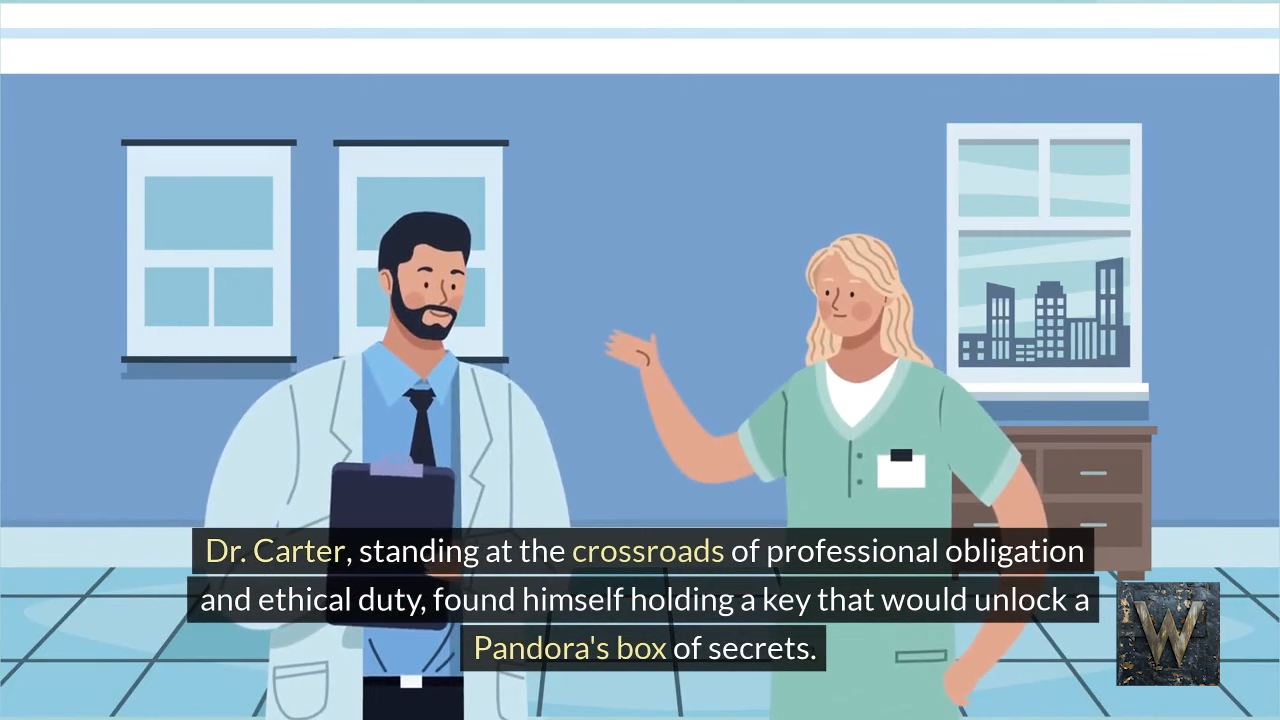 Dr. Carter, standing at the crossroads of professional obligation
and ethical duty, found himself holding a key that would unlock a
Pandora's box of secrets.
W